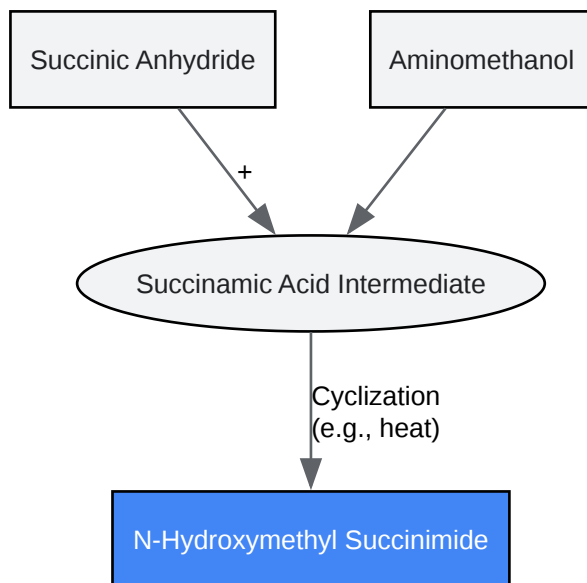 Succinic Anhydride
Aminomethanol
+
Succinamic Acid Intermediate
Cyclization
(e.g., heat)
N-Hydroxymethyl Succinimide